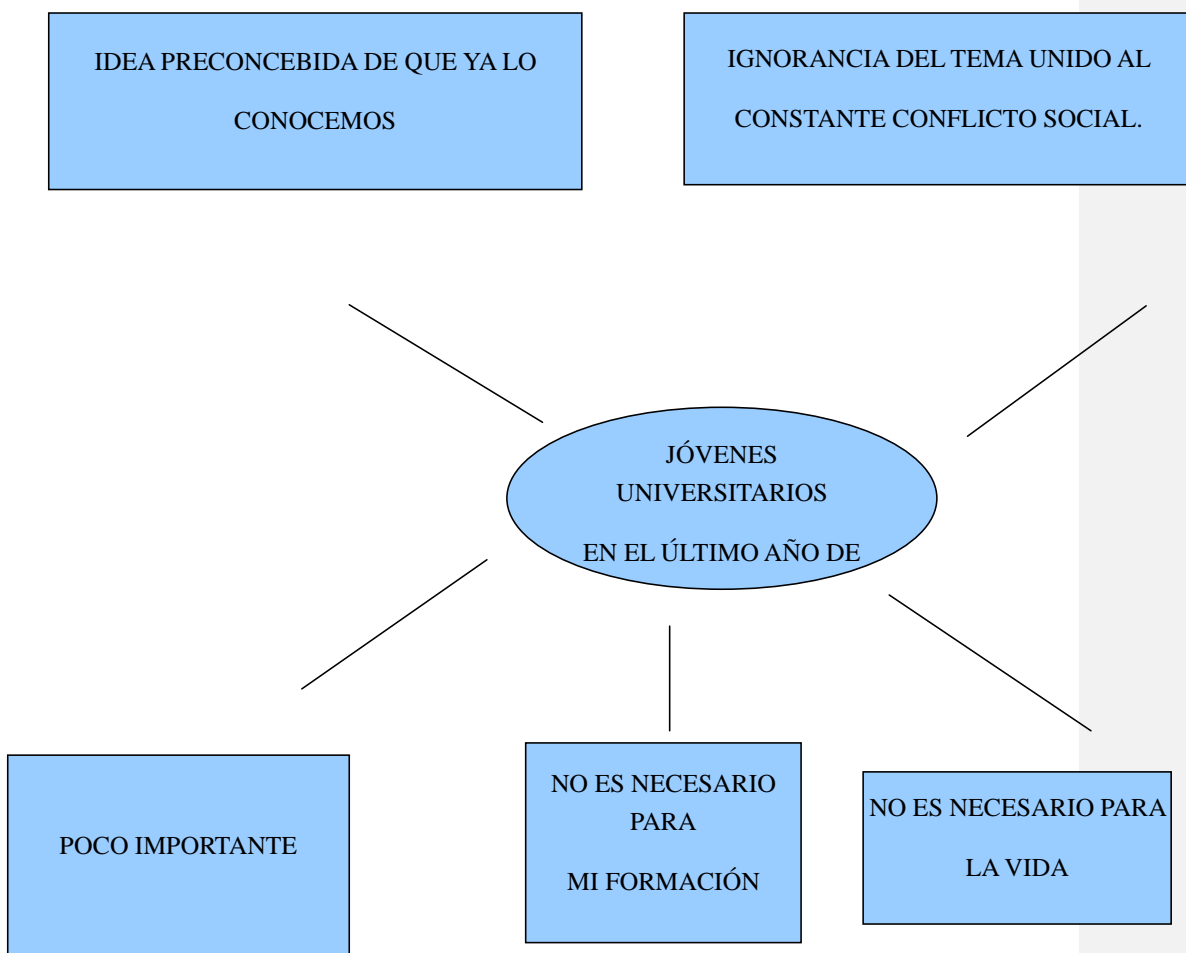 IDEA PRECONCEBIDA DE QUE YA LO
CONOCEMOS
IGNORANCIA DEL TEMA UNIDO AL
CONSTANTE CONFLICTO SOCIAL.
JÓVENES
UNIVERSITARIOS
EN EL ÚLTIMO AÑO DE
POCO IMPORTANTE
NO ES NECESARIO
PARA
MI FORMACIÓN
NO ES NECESARIO PARA
LA VIDA